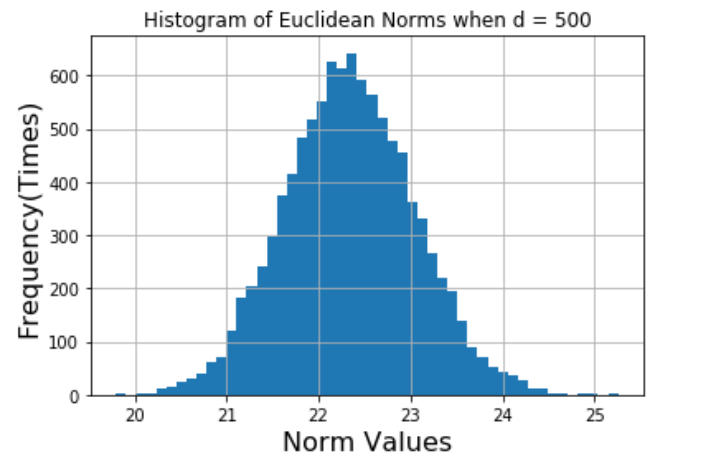 Histogram of Euclidean Norms when d = 500
Frequency(Times)
600
500
400
300
200
100
0
20 21 22 23 24 25
Norm Values